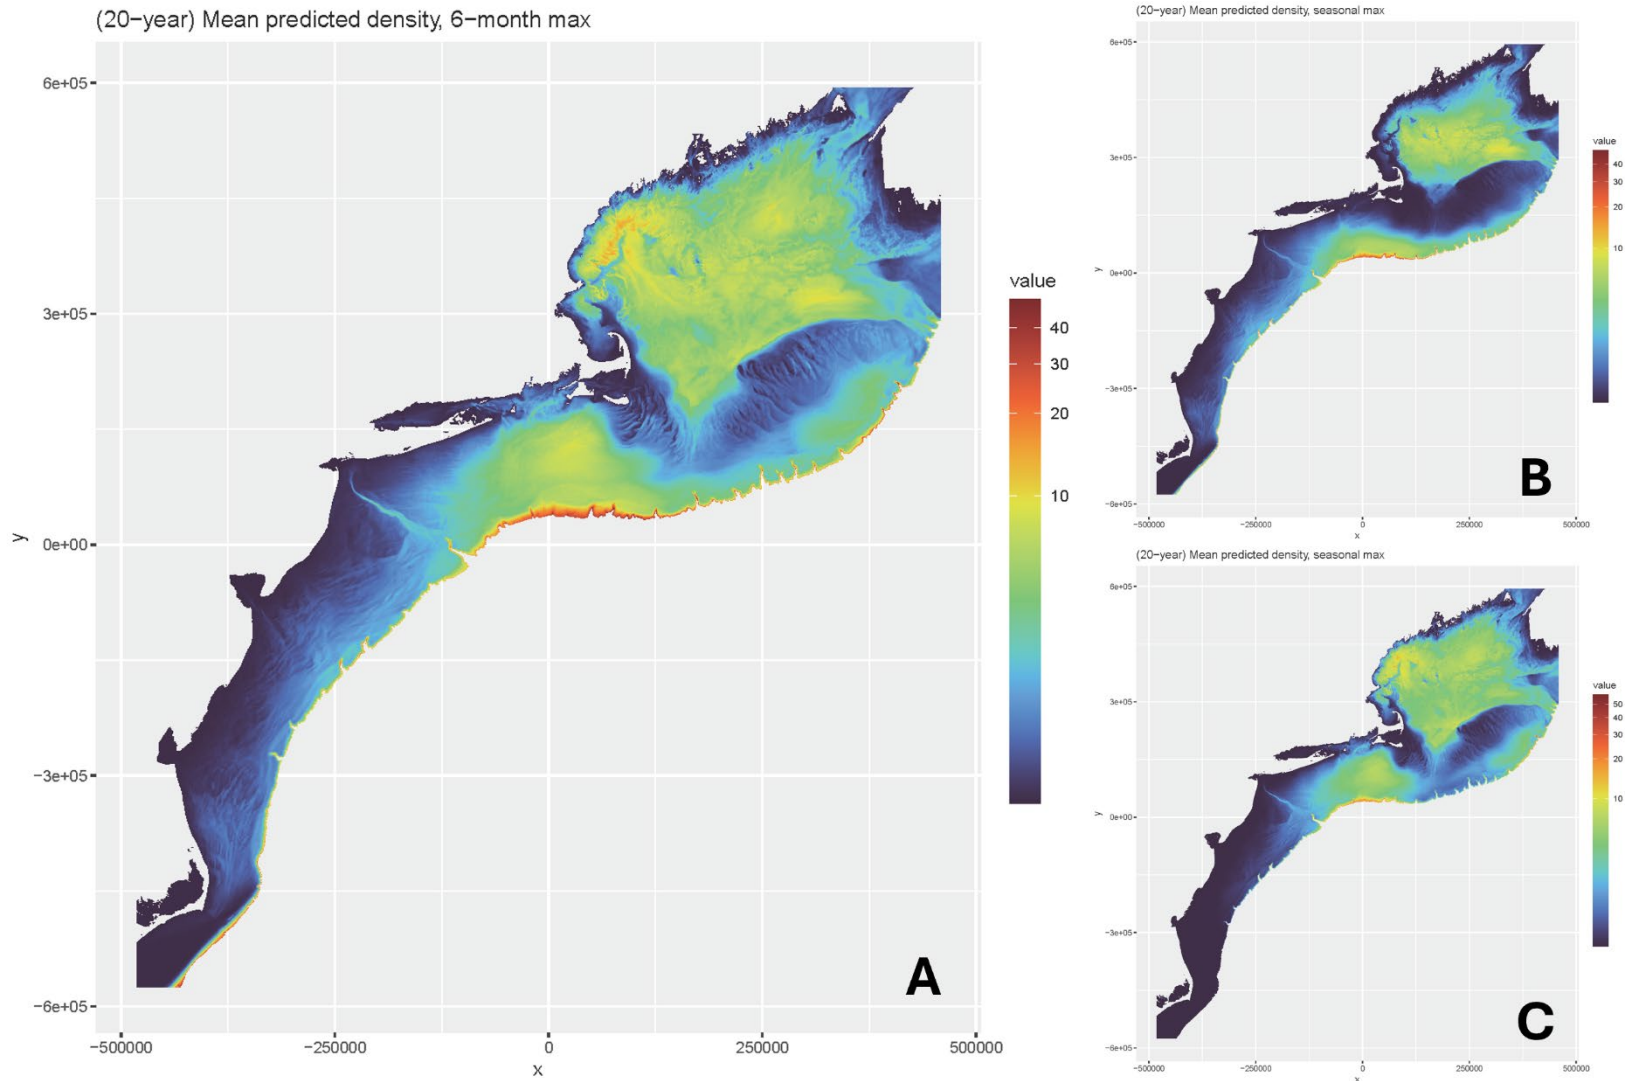 (20−year) Mean predicted density, 6−month max
6e+05
3e+05
0e+00
−3e+05
−6e+05
y
−500000
−250000
0
250000
500000
x
value
40
30
20
10
A
(20−year) Mean predicted density, seasonal max
6e+05
3e+05
0e+00
−3e+05
−6e+05
y
−500000
−250000
0
250000
500000
x
value
40
30
20
10
B
(20−year) Mean predicted density, seasonal max
6e+05
3e+05
0e+00
−3e+05
−6e+05
y
−500000
−250000
0
250000
500000
x
value
50
40
30
20
10
C